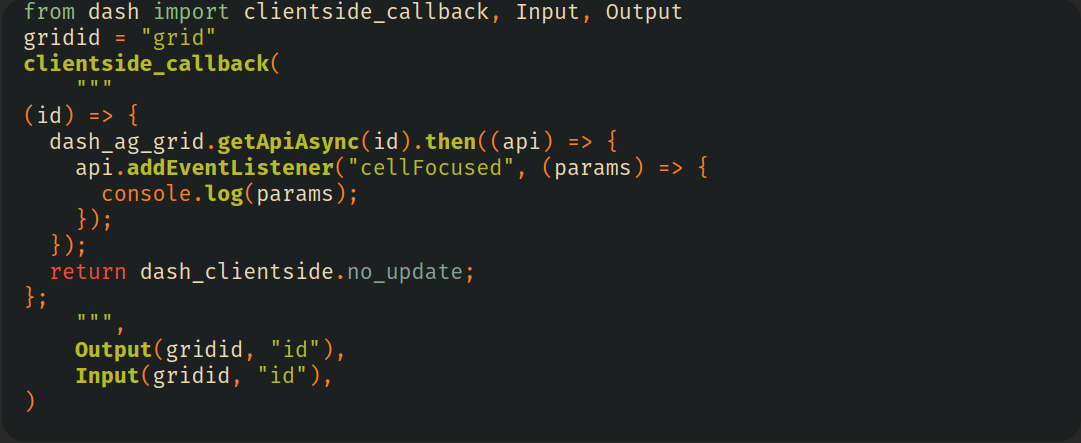 from dash import clientside_callback, Input, Output
gridid = "grid"
clientside_callback(
    """
(id) => {
  dash_ag_grid.getApiAsync(id).then((api) => {
    api.addEventListener("cellFocused", (params) => {
      console.log(params);
    });
  });
  return dash_clientside.no_update;
};
    """,
    Output(gridid, "id"),
    Input(gridid, "id"),
)